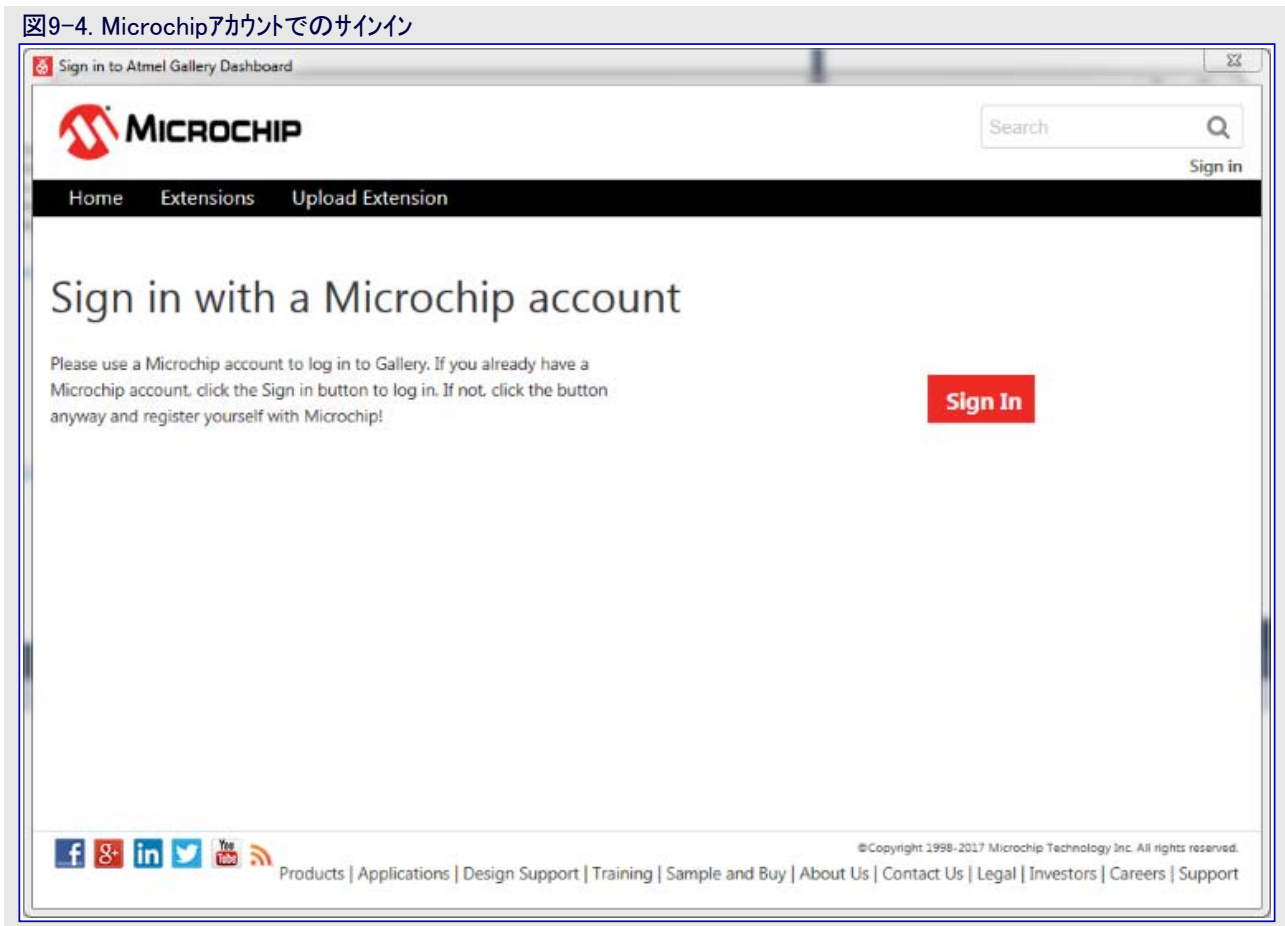 図9-4. Microchipｱｶｳﾝﾄでのサインイン
Sign in to Atmel Gallery Dashboard
MICROCHIP
Search
Sign in
Home Extensions Upload Extension
Sign in with a Microchip account
Please use a Microchip account to log in to Gallery. If you already have a
Microchip account, click the Sign in button to log in. If not, click the button
anyway and register yourself with Microchip!
Sign In
©Copyright 1998-2017 Microchip Technology Inc. All rights reserved.
f 8+ in You Tube
Products | Applications | Design Support | Training | Sample and Buy | About Us | Contact Us | Legal | Investors | Careers | Support